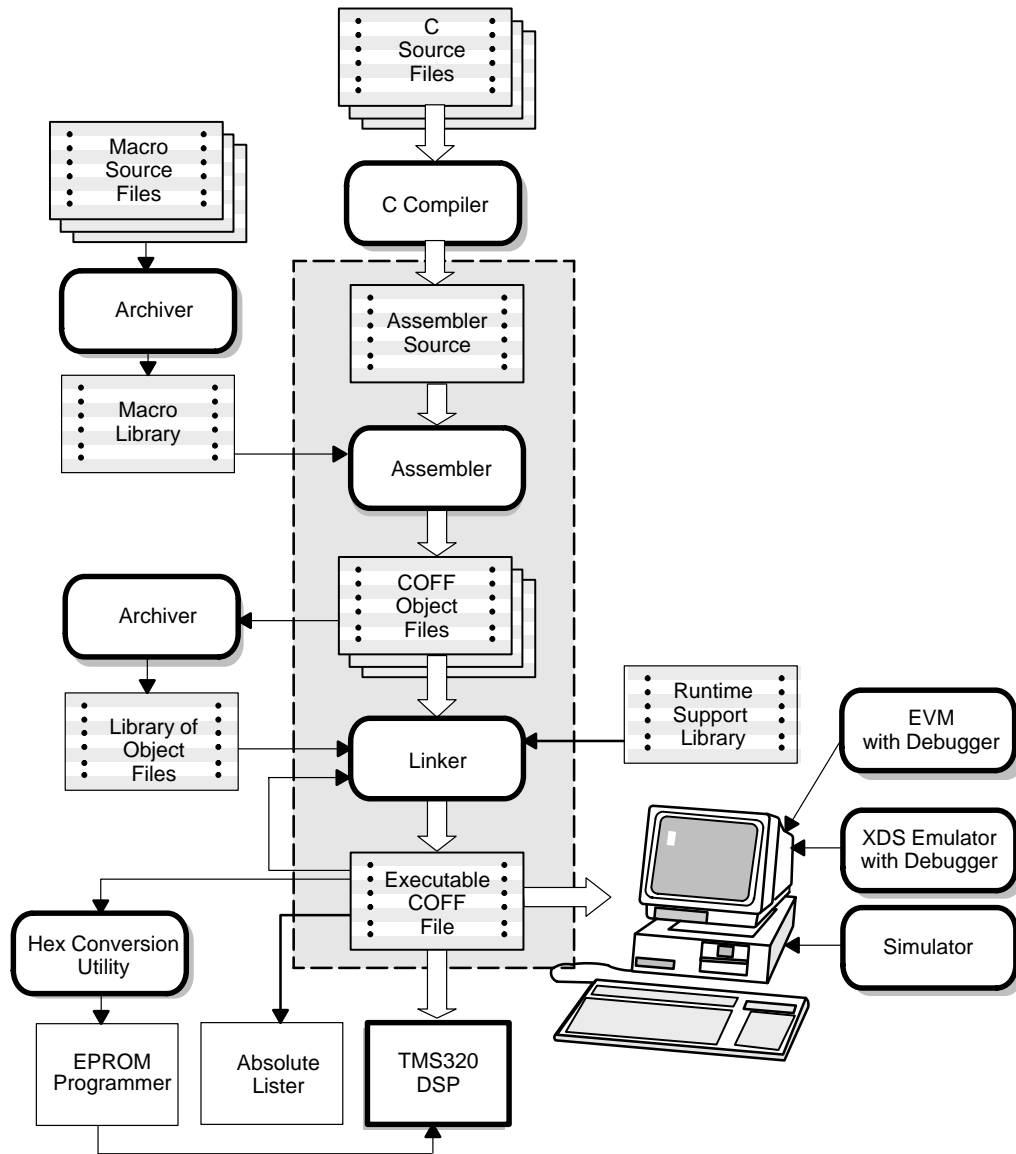 C
Source
Files
Macro
Source
Files
C Compiler
Archiver
Assembler
Source
Macro
Library
Assembler
COFF
Object
Files
Archiver
Runtime
Support
Library
Library of
Object
Files
Linker
EVM
with Debugger
XDS Emulator
with Debugger
Executable
COFF
File
Hex Conversion
Utility
Simulator
EPROM
Programmer
Absolute
Lister
TMS320
DSP